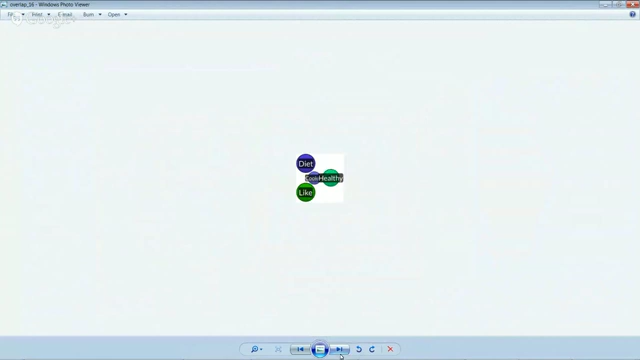 overlap_16 - Windows Photo Viewer
File Print E-mail Burn Open
Diet
Healthy
Like